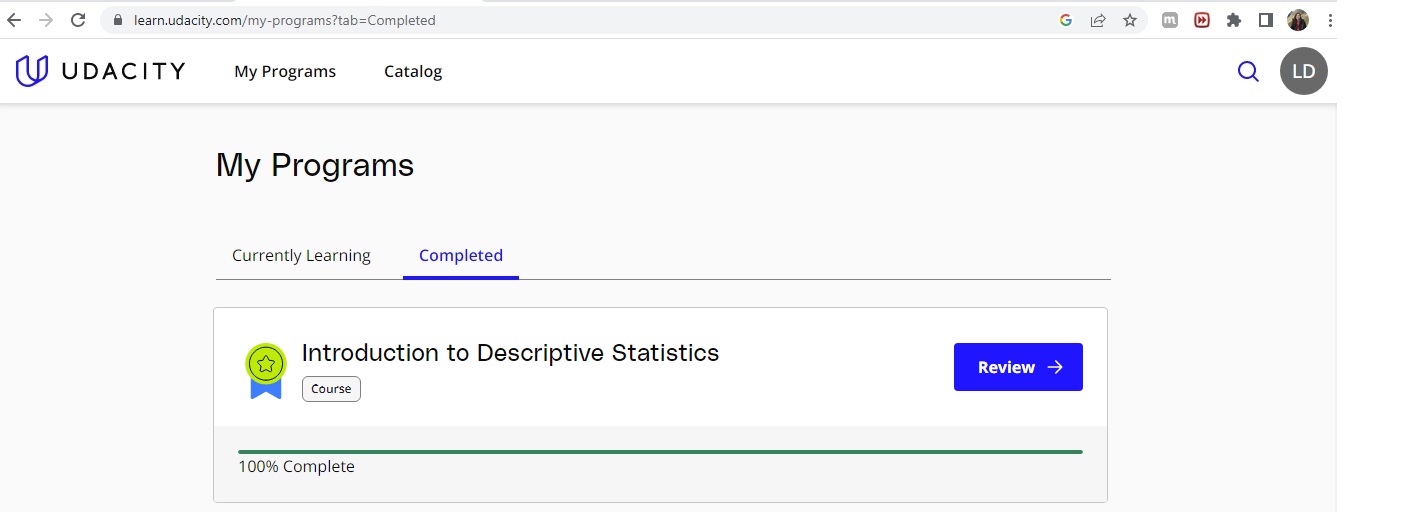 learn.udacity.com/my-programs?tab=Completed
UDACITY My Programs Catalog LD
My Programs
Currently Learning Completed
Introduction to Descriptive Statistics
Review →
Course
100% Complete